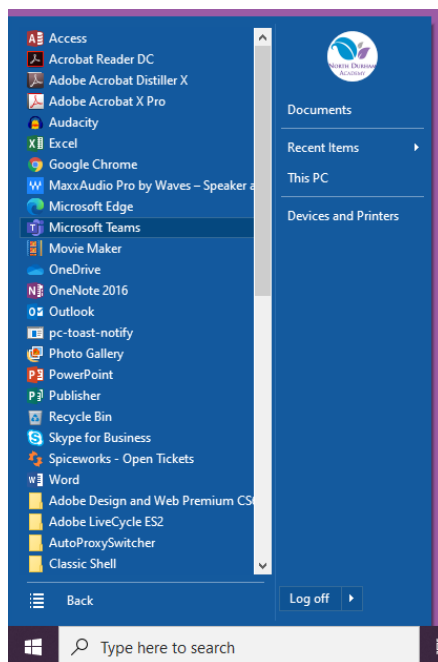 Access
Acrobat Reader DC
Adobe Acrobat Distiller X
Adobe Acrobat X Pro
Audacity
Excel
Google Chrome
MaxxAudio Pro by Waves – Speaker a
Microsoft Edge
Microsoft Teams
Movie Maker
OneDrive
OneNote 2016
Outlook
pc-toast-notify
Photo Gallery
PowerPoint
Publisher
Recycle Bin
Skype for Business
Spiceworks - Open Tickets
Word
Adobe Design and Web Premium CS6
Adobe LiveCycle ES2
AutoProxySwitcher
Classic Shell
Back
North Durham
Academy
Documents
Recent Items
This PC
Devices and Printers
Log off
Type here to search